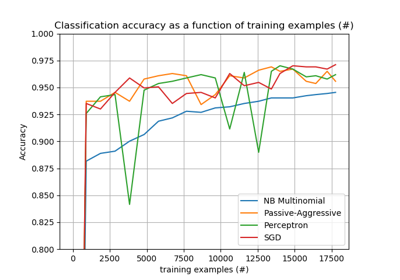 Classification accuracy as a function of training examples (#)
1.000
0.975
0.950
0.925
0.900
0.875
0.850
0.825
0.800
Accuracy
NB Multinomial
Passive-Aggressive
Perceptron
SGD
0 2500 5000 7500 10000 12500 15000 17500
training examples (#)